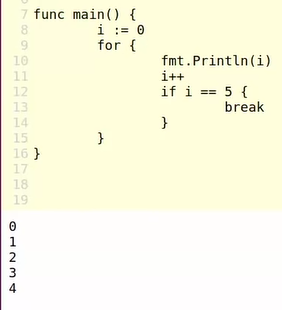 7 func main() {
8 i := 0
9 for {
10 fmt.Println(i)
11 i++
12 if i == 5 {
13 break
14 }
15 }
16 }
17
18
19
0
1
2
3
4